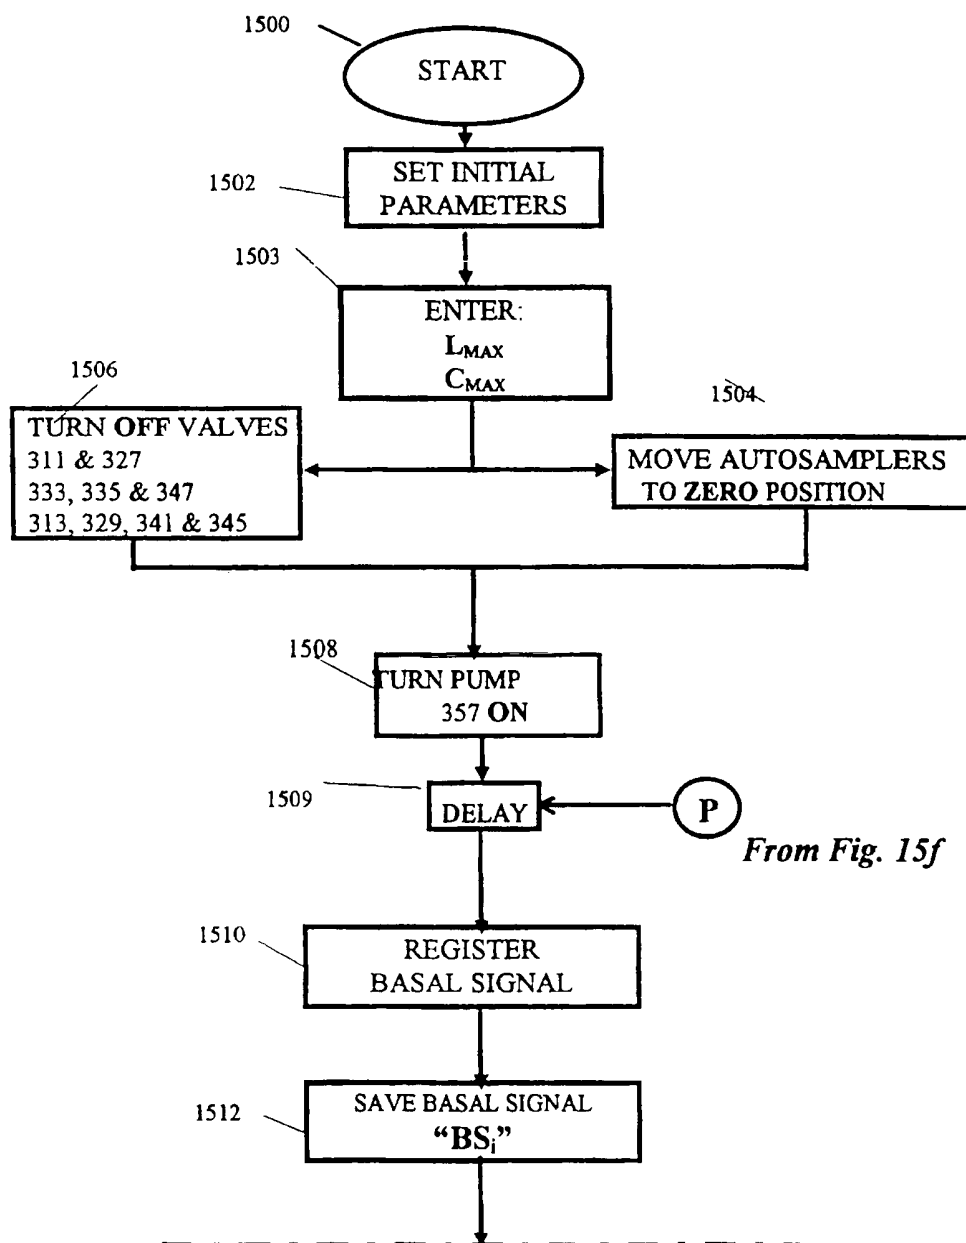 1500
START
1502
SET INITIAL
PARAMETERS
1503
ENTER:
LMAX
CMAX
1506
TURN OFF VALVES
311 & 327
333, 335 & 347
313, 329, 341 & 345
1504
MOVE AUTOSAMPLERS
TO ZERO POSITION
1508
TURN PUMP
357 ON
1509
DELAY
P
From Fig. 15f
1510
REGISTER
BASAL SIGNAL
1512
SAVE BASAL SIGNAL
“BSi”